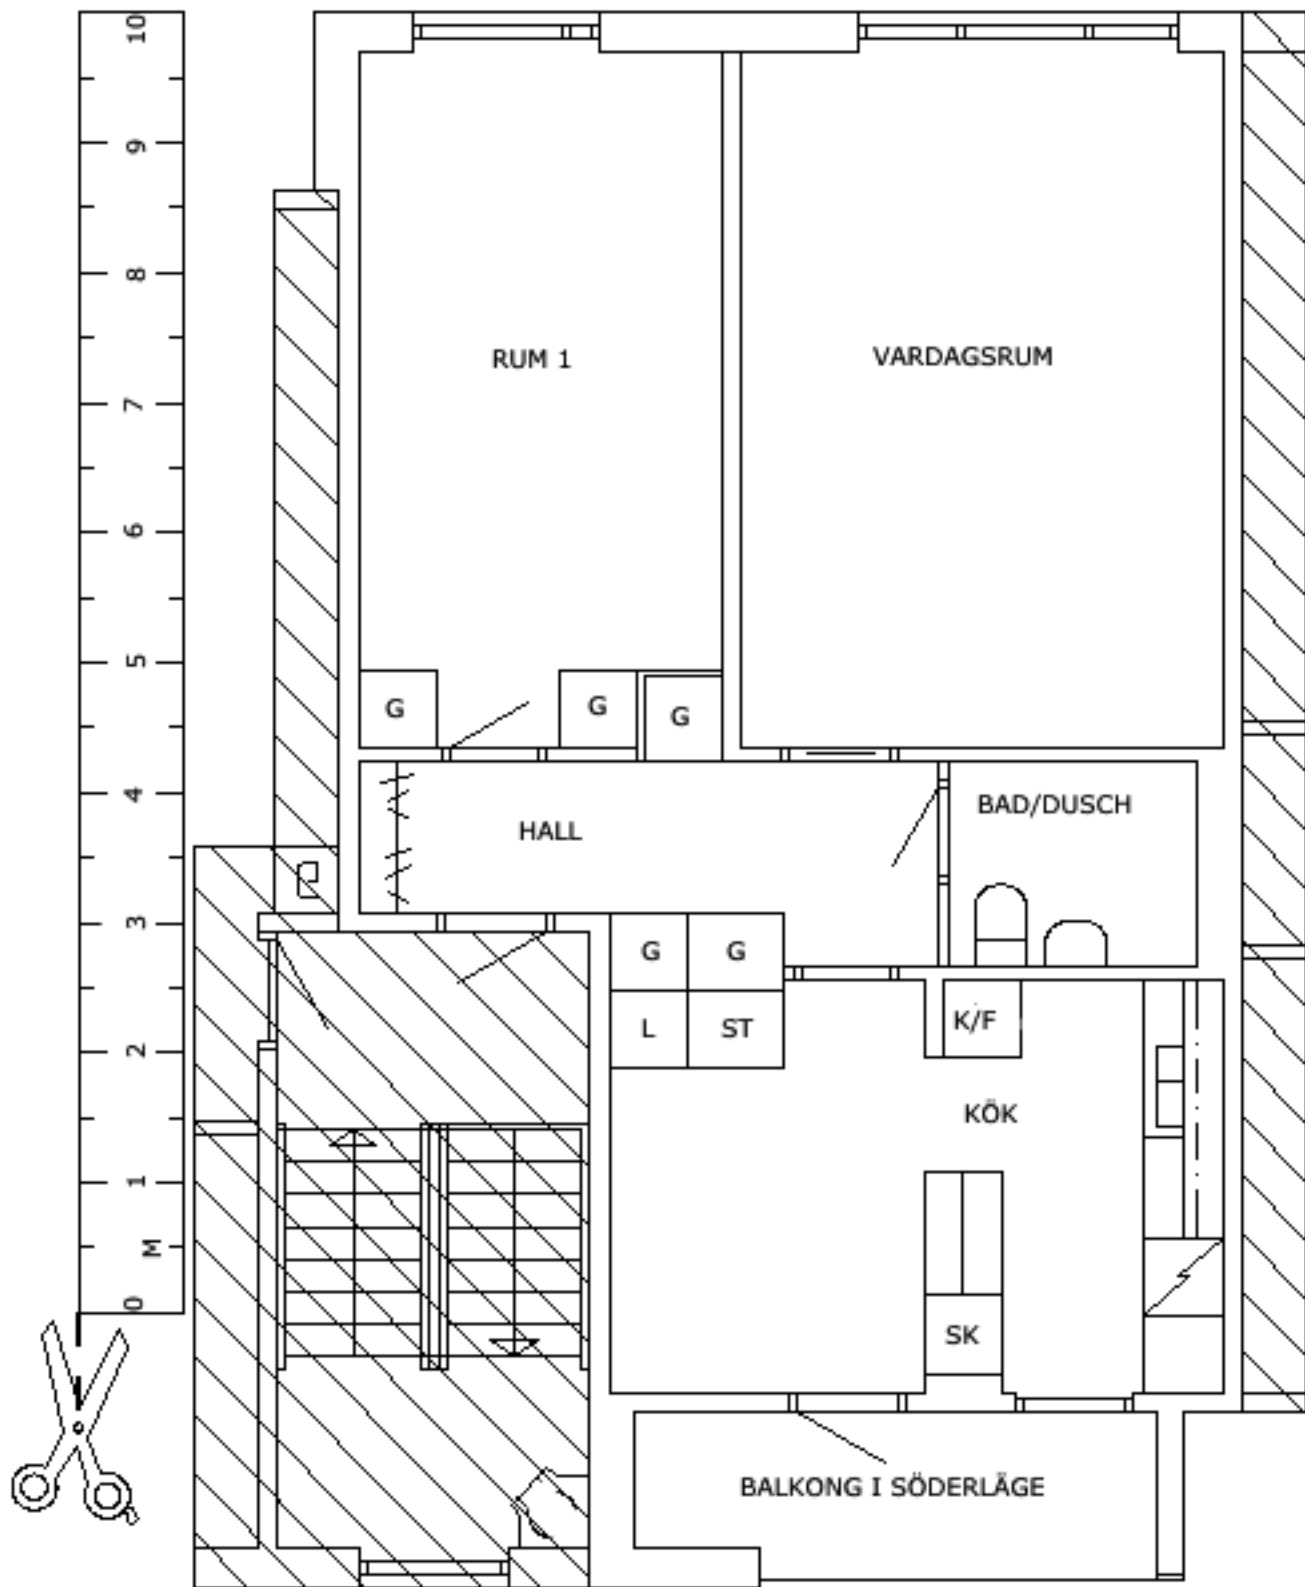 10
9
8
7
6
5
4
3
2
1
M
0
RUM 1
VARDAGSRUM
G
G
G
HALL
BAD/DUSCH
G
G
L
ST
K/F
KÖK
SK
BALKONG I SÖDERLÄGE